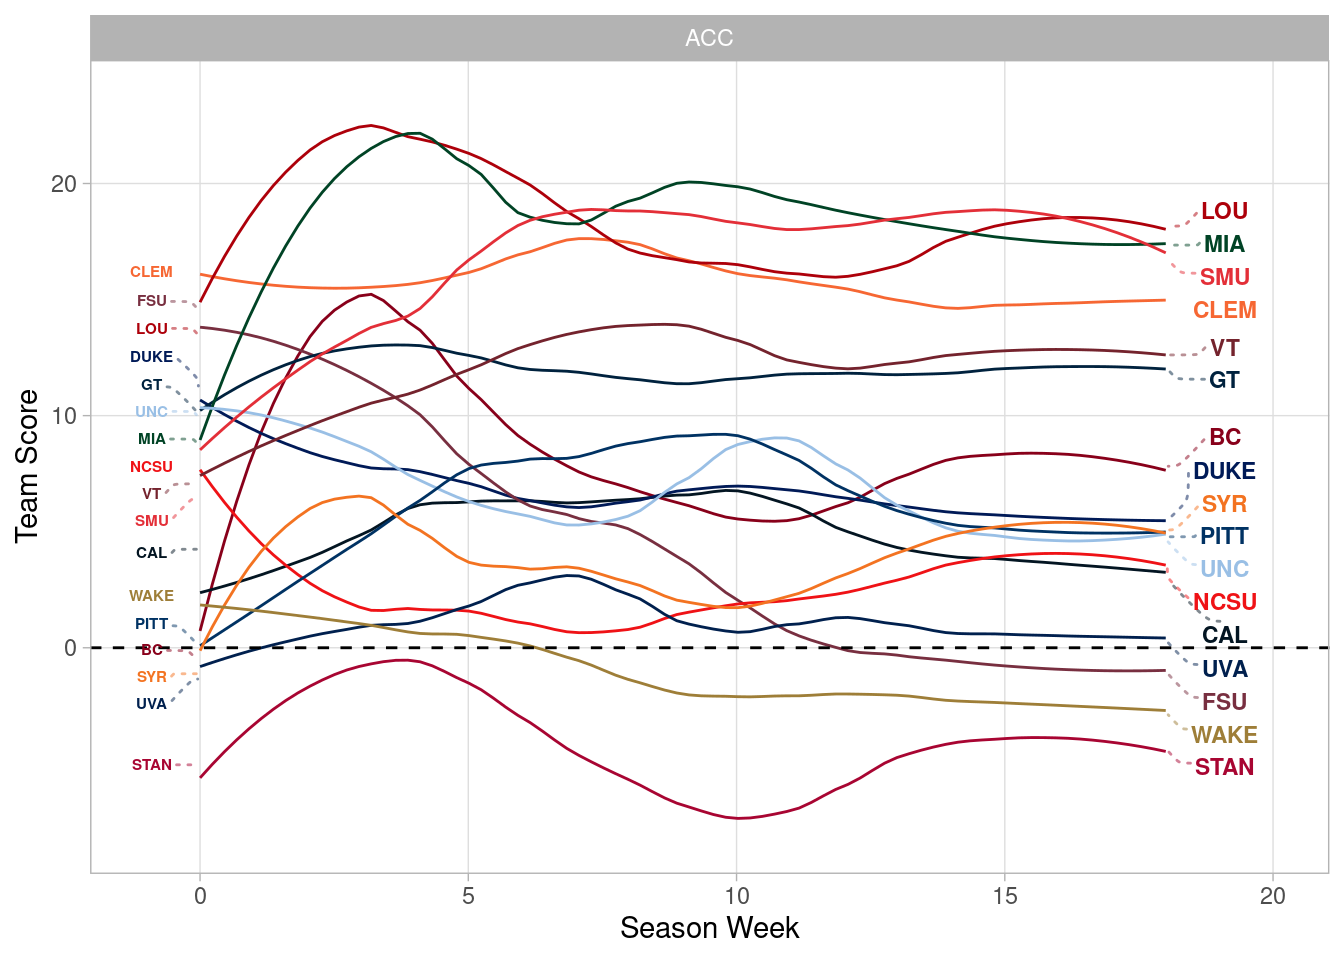 ACC
Team Score
20
10
0
CLEM
FSU
LOU
DUKE
GT
UNC
MIA
NCSU
VT
SMU
CAL
WAKE
PITT
BC
SYR
UVA
STAN
LOU
MIA
SMU
CLEM
VT
GT
BC
DUKE
SYR
PITT
UNC
NCSU
CAL
UVA
FSU
WAKE
STAN
0 5 10 15 20
Season Week